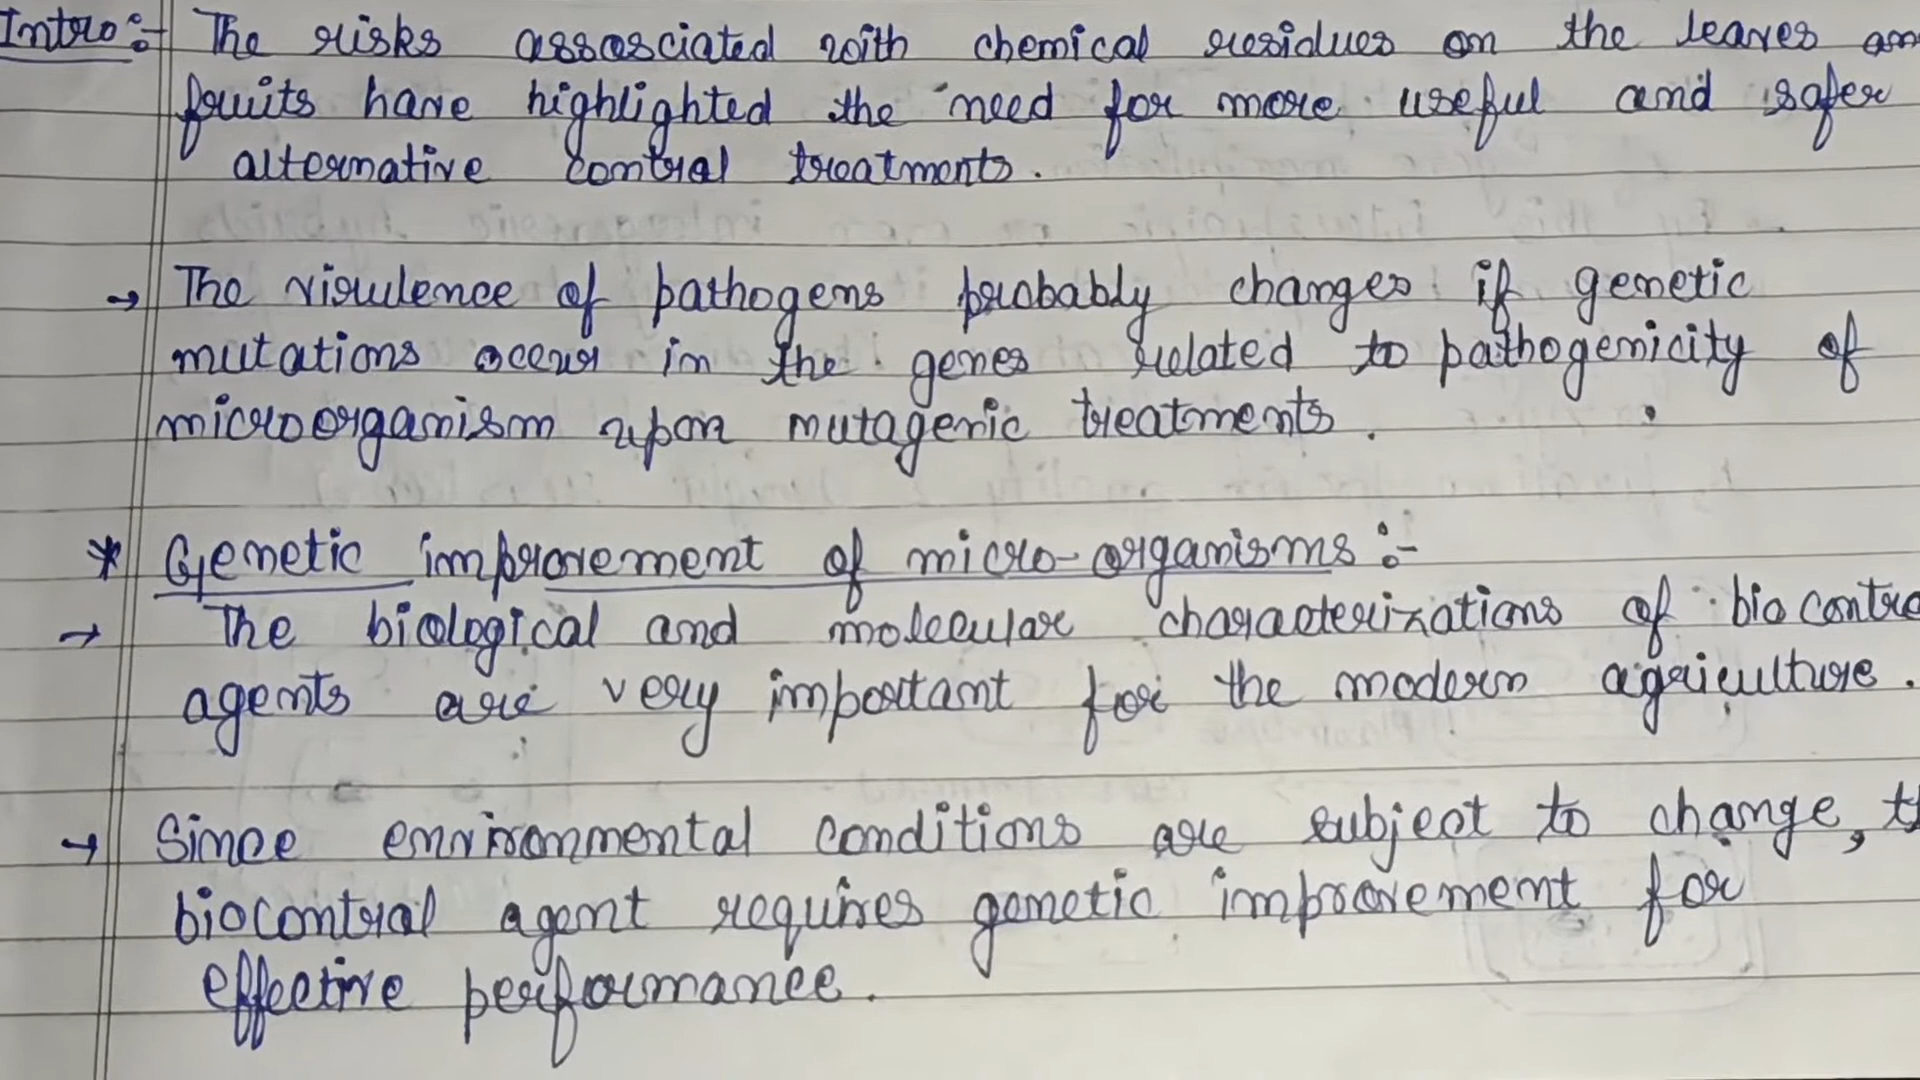 Intro:- The risks assosciated with chemical residues on the leaves an
fruits have highlighted the need for more useful and safer
alternative control treatments.
→ The virulence of pathogens probably changes if genetic
mutations occur in the genes related to pathogenicity of
microorganism upon mutagenic treatments.
* Genetic improvement of micro-organisms :-
→ The biological and molecular characterizations of bio contro
agents are very important for the modern agriculture.
→ Since environmental conditions are subject to change, t
biocontrol agent requires genetic improvement for
effective performance.